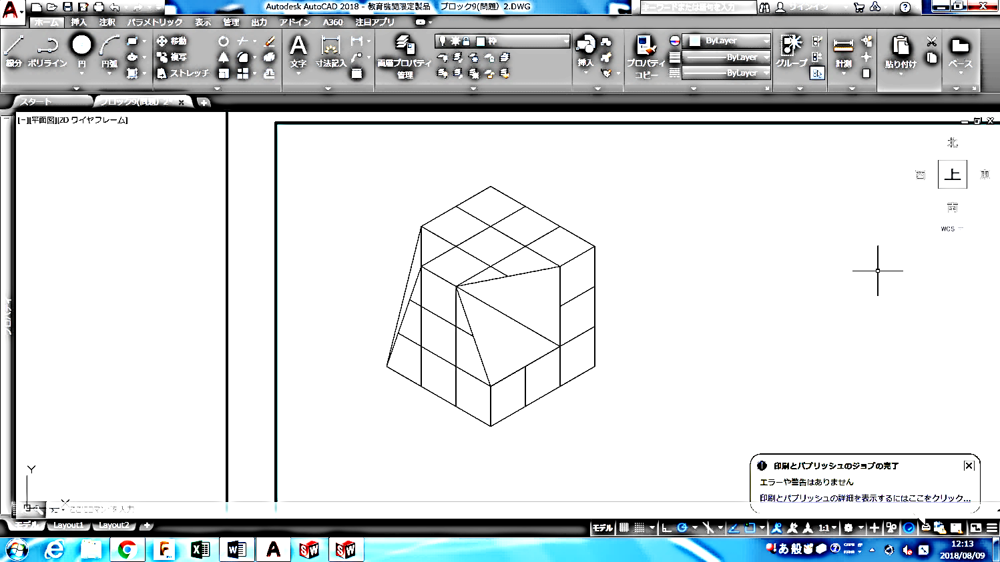 Autodesk AutoCAD 2018 - 教育機関限定製品 ブロック9(問題) 2.DWG
キーワードまたは語句を入力
サインイン
ホーム 挿入 注釈 パラメトリック 表示 管理 出力 アドイン A360 注目アプリ
線分
ポリライン
円
円弧
移動
複写
ストレッチ
文字
寸法記入
画層プロパティ
管理
枠
挿入
プロパティ
コピー
ByLayer
ByLayer
ByLayer
グループ
計測
貼り付け
ベース
スタート
ブロック9(問題) 2*
[−][平面図][2D ワイヤフレーム]
北
西
上
東
南
WCS
Y
X
印刷とパブリッシュのジョブの完了
エラーや警告はありません
印刷とパブリッシュの詳細を表示するにはここをクリック...
ここにコマンドを入力
モデル Layout1 Layout2 +
モデル
1:1
あ 般
CAPS
KANA
12:13
2018/08/09